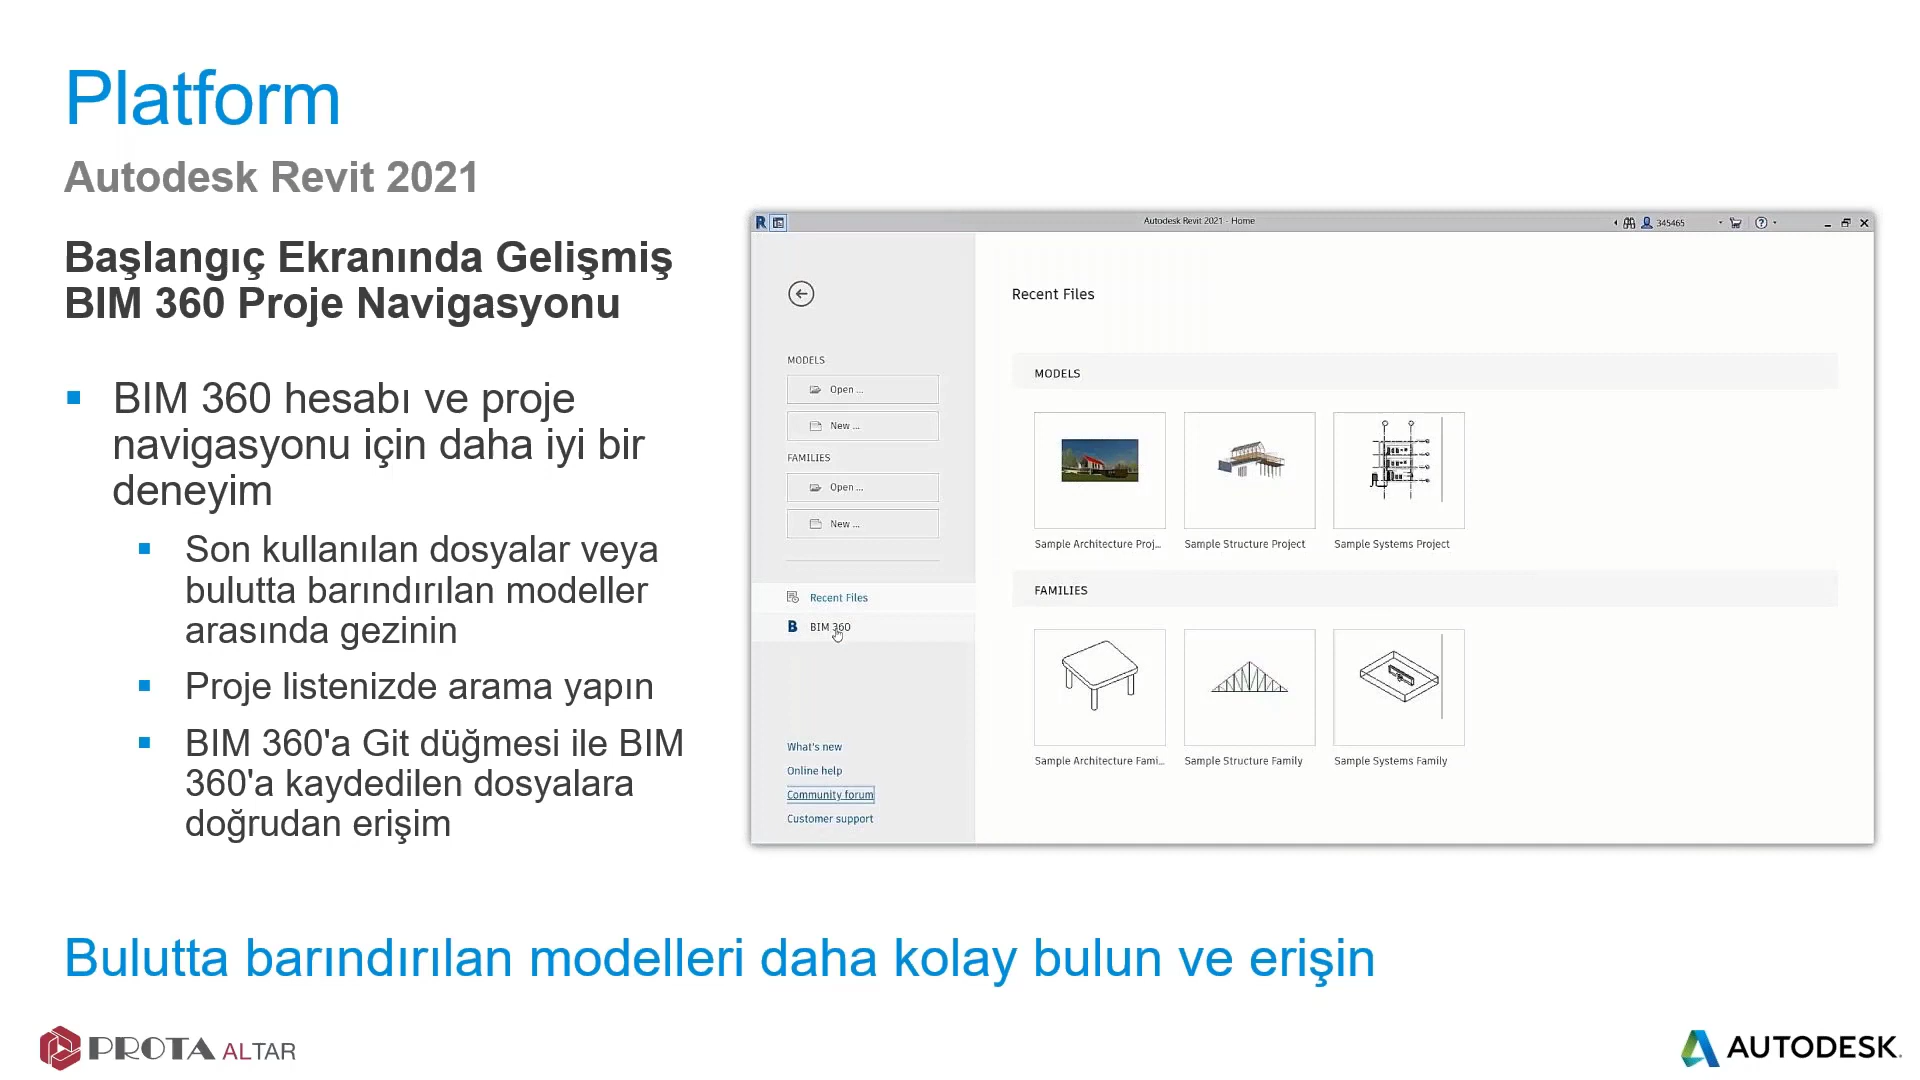 Platform
Autodesk Revit 2021
Başlangıç Ekranında Gelişmiş
BIM 360 Proje Navigasyonu
BIM 360 hesabı ve proje
navigasyonu için daha iyi bir
deneyim
Son kullanılan dosyalar veya
bulutta barındırılan modeller
arasında gezinin
Proje listenizde arama yapın
BIM 360'a Git düğmesi ile BIM
360'a kaydedilen dosyalara
doğrudan erişim
Autodesk Revit 2021 - Home
345465
MODELS
Open ...
New ...
FAMILIES
Open ...
New ...
Recent Files
BIM 360
What's new
Online help
Community forum
Customer support
Recent Files
MODELS
Sample Architecture Proj...
Sample Structure Project
Sample Systems Project
FAMILIES
Sample Architecture Fami...
Sample Structure Family
Sample Systems Family
Bulutta barındırılan modelleri daha kolay bulun ve erişin
PROTA ALTAR
AUTODESK.